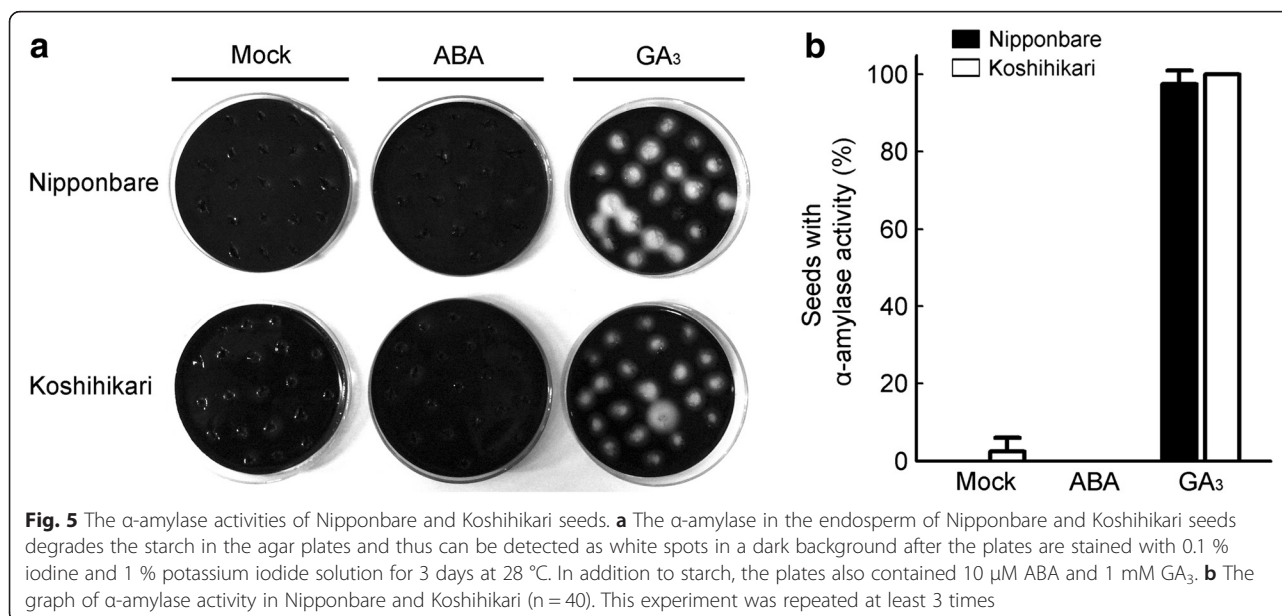 a
Mock ABA GA₃
Nipponbare
Koshihikari
b
Nipponbare
Koshihikari
Seeds with
α-amylase activity (%)
100
80
60
40
20
0
Mock ABA GA₃
Fig. 5 The α-amylase activities of Nipponbare and Koshihikari seeds. a The α-amylase in the endosperm of Nipponbare and Koshihikari seeds
degrades the starch in the agar plates and thus can be detected as white spots in a dark background after the plates are stained with 0.1 %
iodine and 1 % potassium iodide solution for 3 days at 28 °C. In addition to starch, the plates also contained 10 μM ABA and 1 mM GA₃. b The
graph of α-amylase activity in Nipponbare and Koshihikari (n = 40). This experiment was repeated at least 3 times